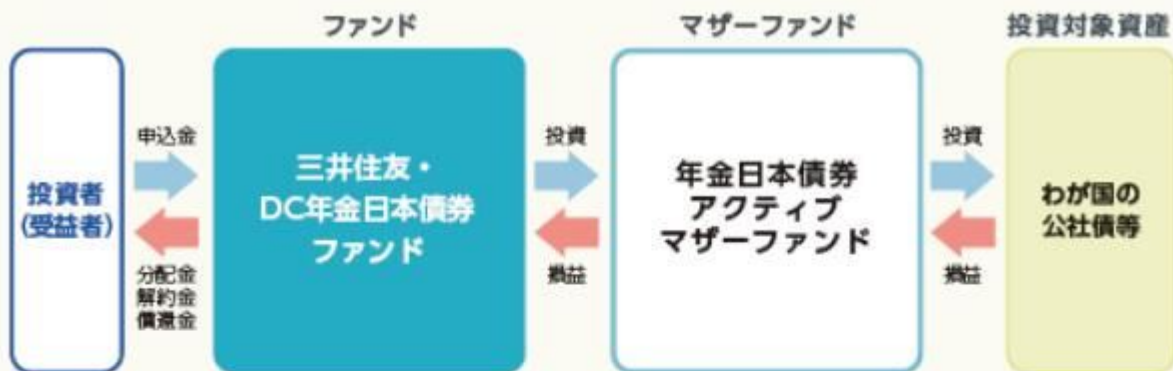 ファンド
マザーファンド
投資対象資産
投資者
(受益者)
申込金
分配金
解約金
償還金
三井住友・
DC年金日本債券
ファンド
投資
損益
年金日本債券
アクティブ
マザーファンド
投資
損益
わが国の
公社債等